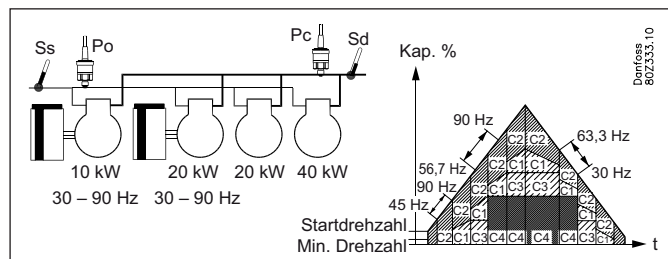 Ss
Po
Pc
Sd
10 kW
20 kW
20 kW
40 kW
30 – 90 Hz
30 – 90 Hz
Kap. %
Danfoss
80Z333.10
90 Hz
63,3 Hz
56,7 Hz
30 Hz
90 Hz
45 Hz
Startdrehzahl
Min. Drehzahl
t
C2 C2
C2 C1 C1 C2
C2 C1 C3 C3 C1 C2
C2 C1 C1 C2
C2 C1 C3 C4 C4 C4 C4 C3 C1